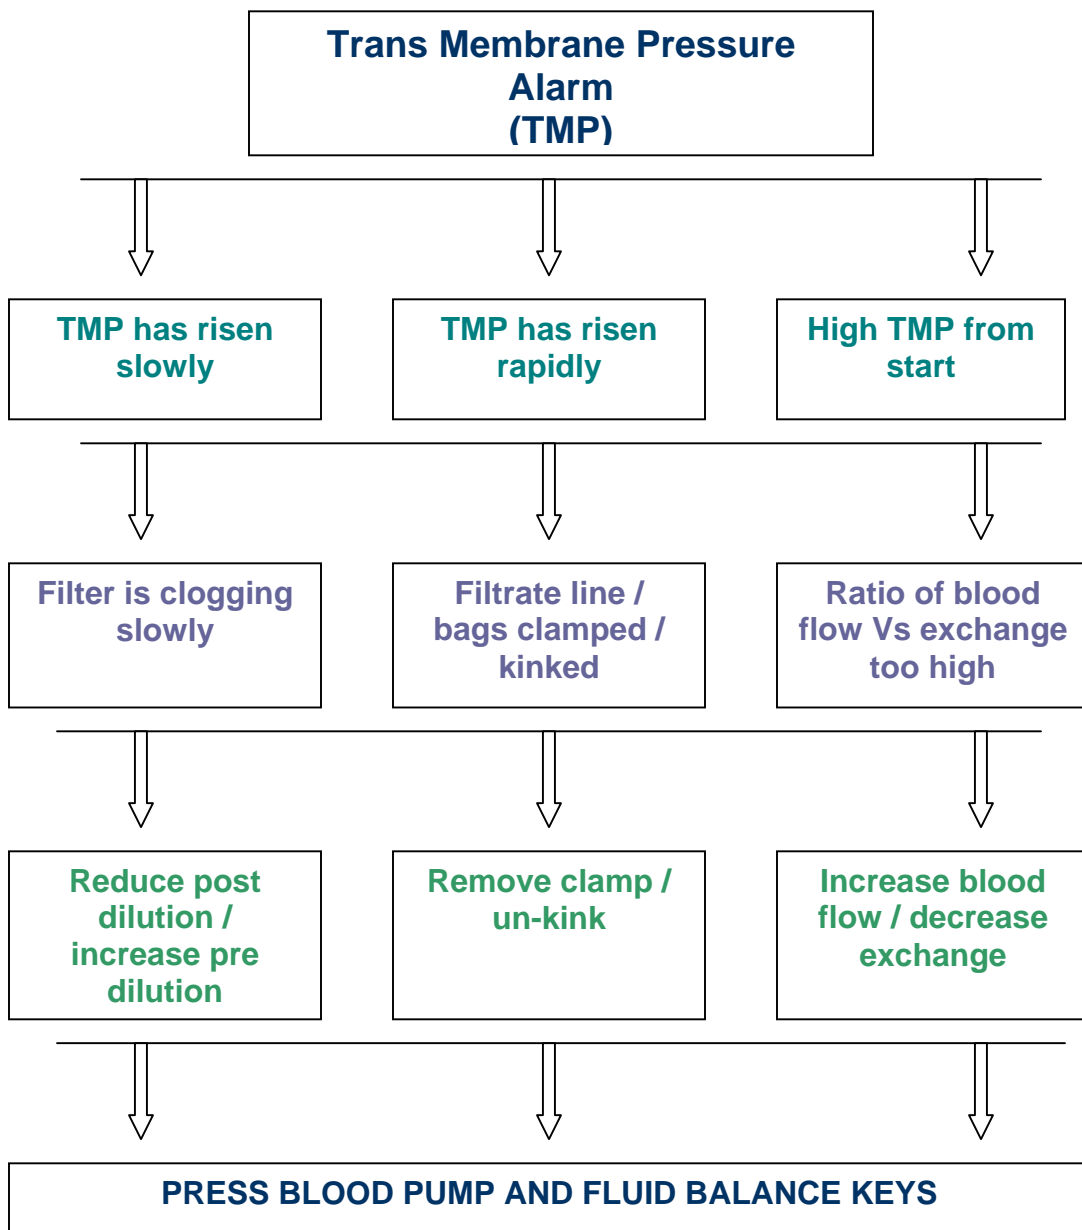 Trans Membrane Pressure
Alarm
(TMP)
TMP has risen
slowly
TMP has risen
rapidly
High TMP from
start
Filter is clogging
slowly
Filtrate line /
bags clamped /
kinked
Ratio of blood
flow Vs exchange
too high
Reduce post
dilution /
increase pre
dilution
Remove clamp /
un-kink
Increase blood
flow / decrease
exchange
PRESS BLOOD PUMP AND FLUID BALANCE KEYS